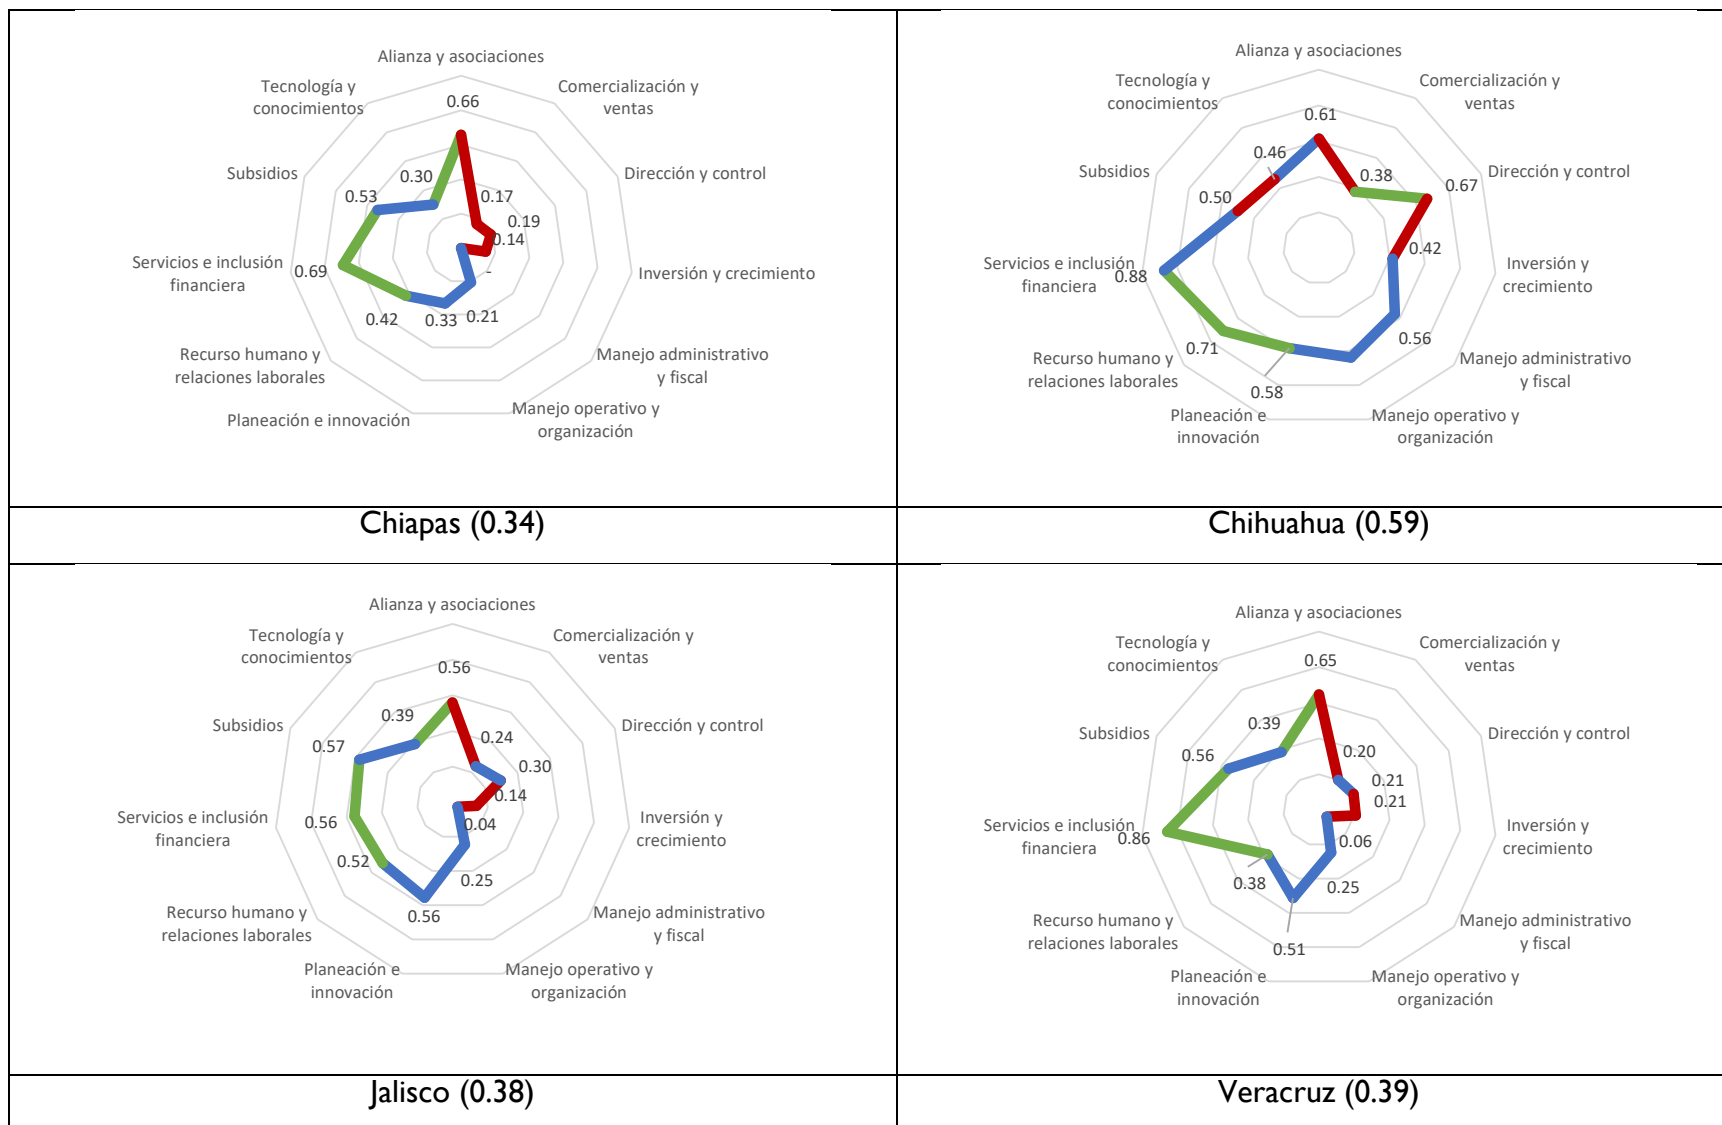 Alianza y asociaciones
Tecnología y
conocimientos
Comercialización y
ventas
0.66
Subsidios
0.53
0.30
0.17
0.19
0.14
Dirección y control
Servicios e inclusión
financiera
0.69
-
Inversión y crecimiento
0.42
0.33
0.21
Recurso humano y
relaciones laborales
Manejo administrativo
y fiscal
Planeación e innovación
Manejo operativo y
organización
Chiapas (0.34)
Alianza y asociaciones
Tecnología y
conocimientos
Comercialización y
ventas
0.61
0.46
0.38
0.67
Dirección y control
Subsidios
0.50
0.42
Servicios e inclusión
financiera
0.88
Inversión y
crecimiento
0.71
0.56
Recurso humano y
relaciones laborales
Manejo administrativo
y fiscal
0.58
Planeación e
innovación
Manejo operativo y
organización
Chihuahua (0.59)
Alianza y asociaciones
Tecnología y
conocimientos
Comercialización y
ventas
0.56
0.39
0.24
Subsidios
0.57
0.30
0.14
Dirección y control
Servicios e inclusión
financiera
0.56
0.04
Inversión y
crecimiento
0.52
0.25
Recurso humano y
relaciones laborales
0.56
Manejo administrativo
y fiscal
Planeación e
innovación
Manejo operativo y
organización
Jalisco (0.38)
Alianza y asociaciones
Tecnología y
conocimientos
Comercialización y
ventas
0.65
0.39
0.20
Subsidios
0.56
0.21
0.21
Dirección y control
Servicios e inclusión
financiera
0.86
0.06
Inversión y
crecimiento
0.38
0.25
Recurso humano y
relaciones laborales
0.51
Manejo administrativo
y fiscal
Planeación e
innovación
Manejo operativo y
organización
Veracruz (0.39)